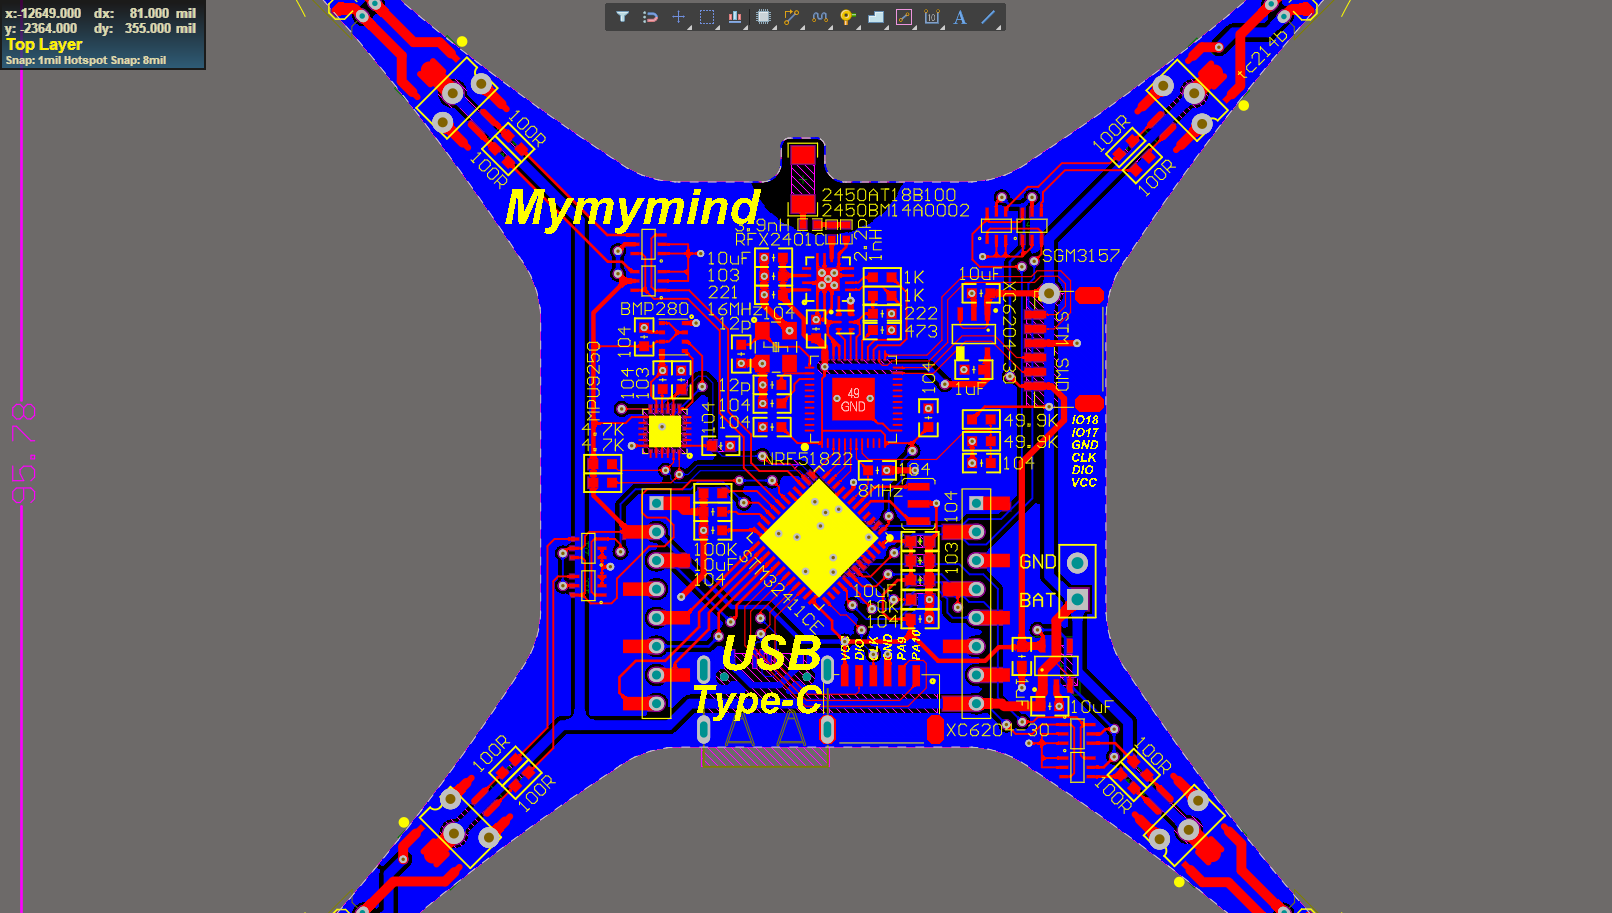 x:-12649.000 dx: 81.000 mil
y: -2364.000 dy: 355.000 mil
Top Layer
Snap: 1mil Hotspot Snap: 8mil
100R
100R
100R
100R
Mymymind
2450AT18B100
2450BM14A0002
RFX2401C
2.2P
1nH
SGM3157
10uF
103
221
1K
1K
222
473
10uF
XC6204-30
BMP280
16MHz
104
12p
104
104
103
MPU9250
12p
104
104
104
49
GND
104
1uF
STM
SWD
4.7K
4.7K
49.9K
49.9K
104
IO18
IO17
GND
CLK
DIO
VCC
NRF51822
104
8MHz
104
103
100K
10uF
104
STM32411CE
10uF
10K
104
GND
BAT
USB
Type-C
VCC
DIO
CLK
GND
PA9
PA10
10uF
XC6204-30
95.78
100R
100R
100R
100R